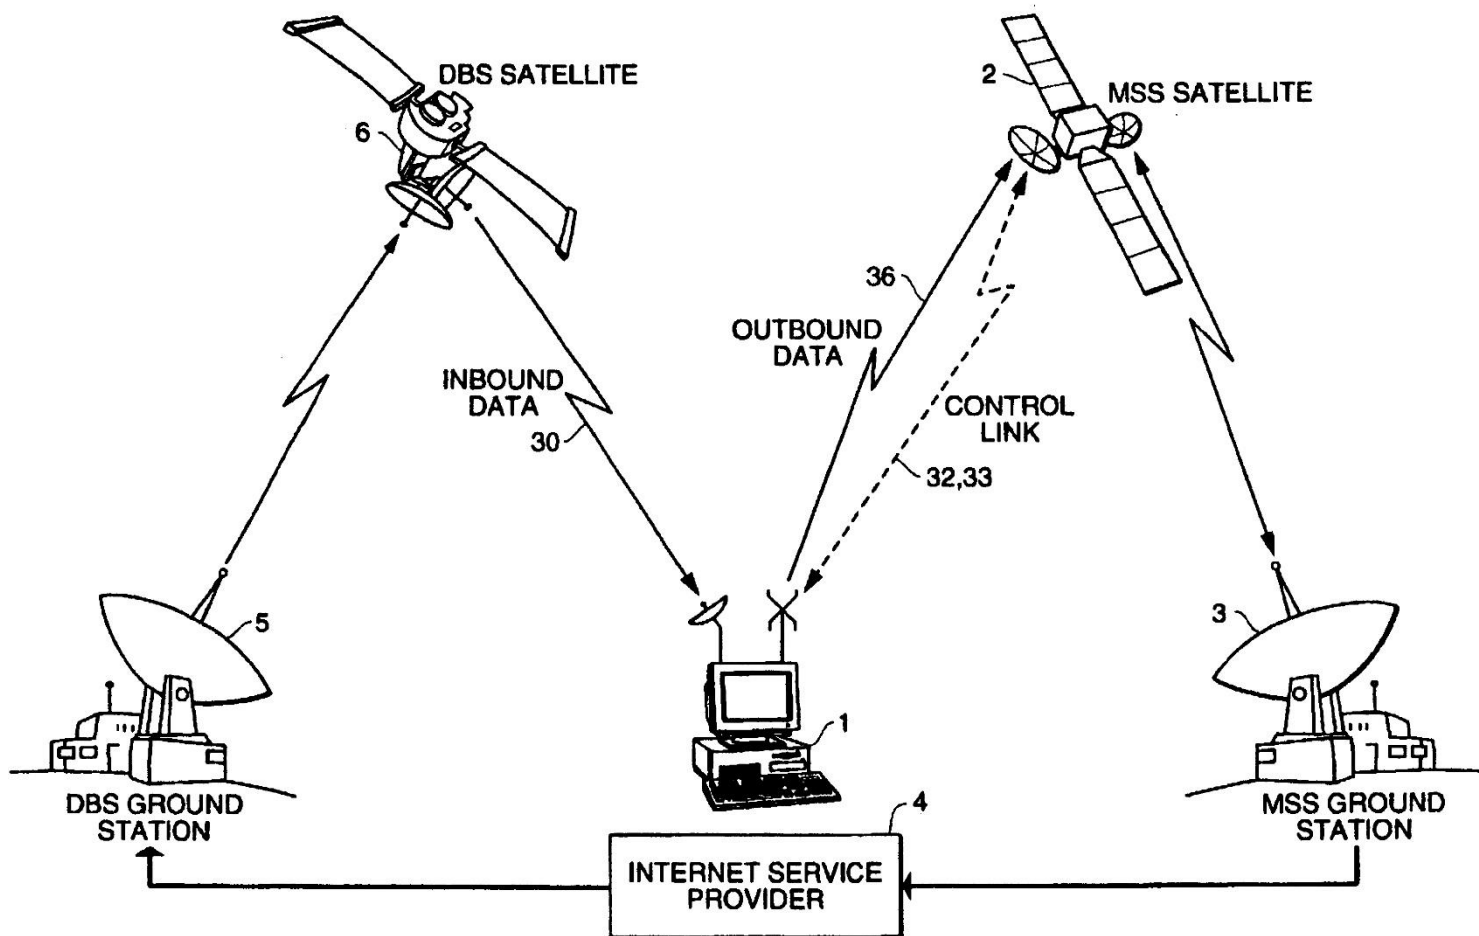 DBS SATELLITE
6
2
MSS SATELLITE
36
OUTBOUND
DATA
INBOUND
DATA
30
CONTROL
LINK
32,33
5
3
1
DBS GROUND
STATION
4
INTERNET SERVICE
PROVIDER
MSS GROUND
STATION